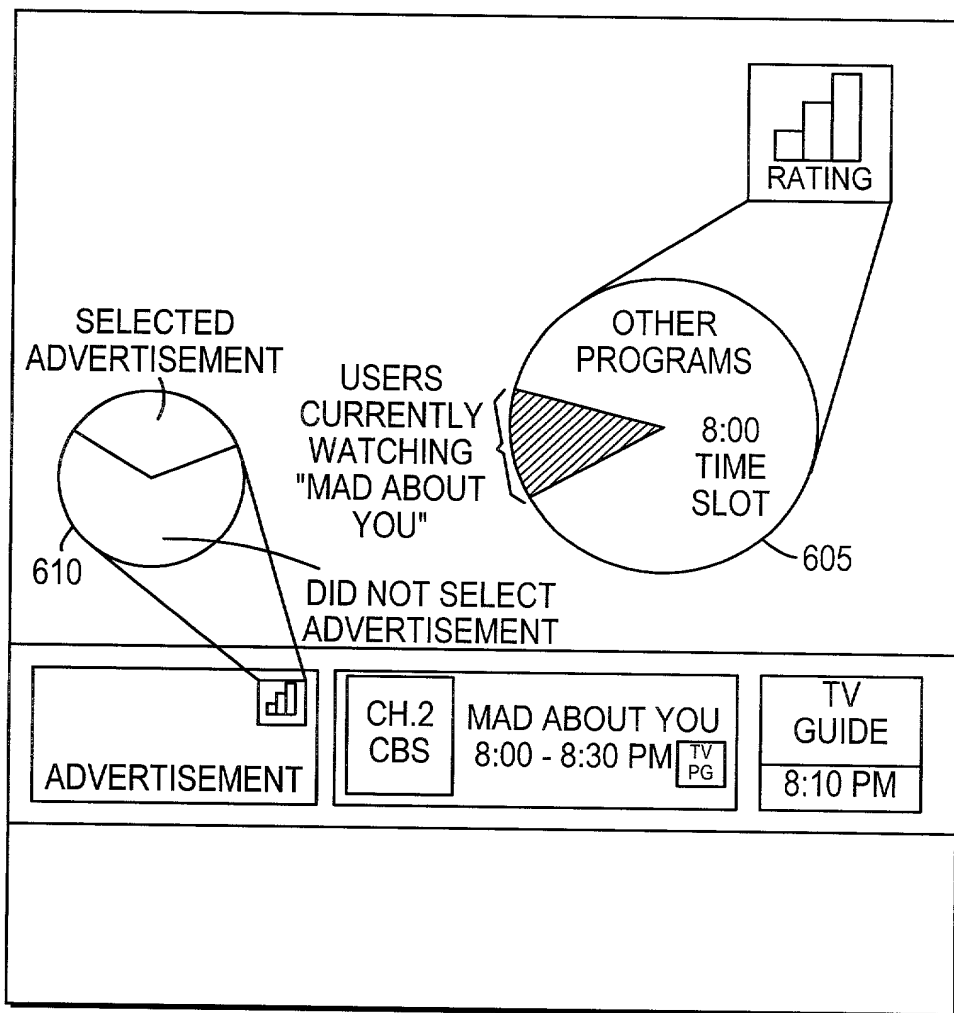 RATING
OTHER
PROGRAMS
8:00
TIME
SLOT
605
USERS
CURRENTLY
WATCHING
"MAD ABOUT
YOU"
SELECTED
ADVERTISEMENT
610
DID NOT SELECT
ADVERTISEMENT
ADVERTISEMENT
CH.2
CBS
MAD ABOUT YOU
8:00 - 8:30 PM
TV
PG
TV
GUIDE
8:10 PM